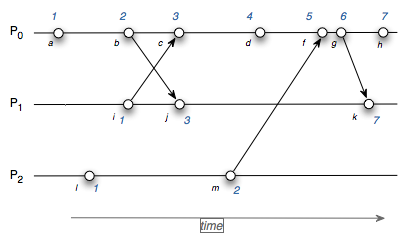 1 2 3 4 5 6 7
P0 a b c d f g h
P1 i 1 j 3 k 7
P2 l 1 m 2
time